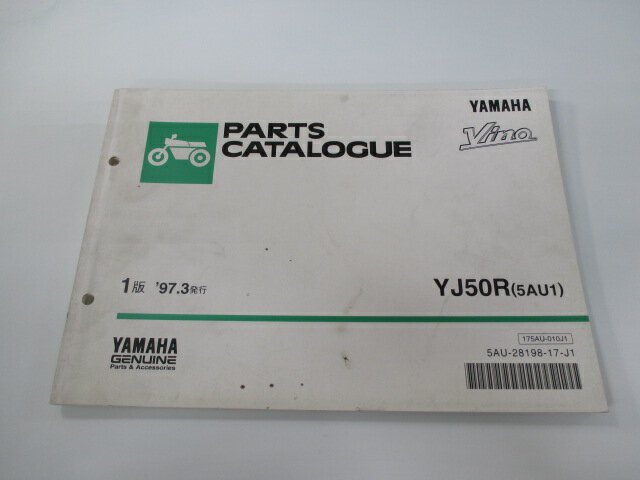 YAMAHA
Vino
PARTS
CATALOGUE
1版 '97.3発行
YJ50R(5AU1)
YAMAHA
GENUINE
Parts & Accessories
175AU-010J1
5AU-28198-17-J1